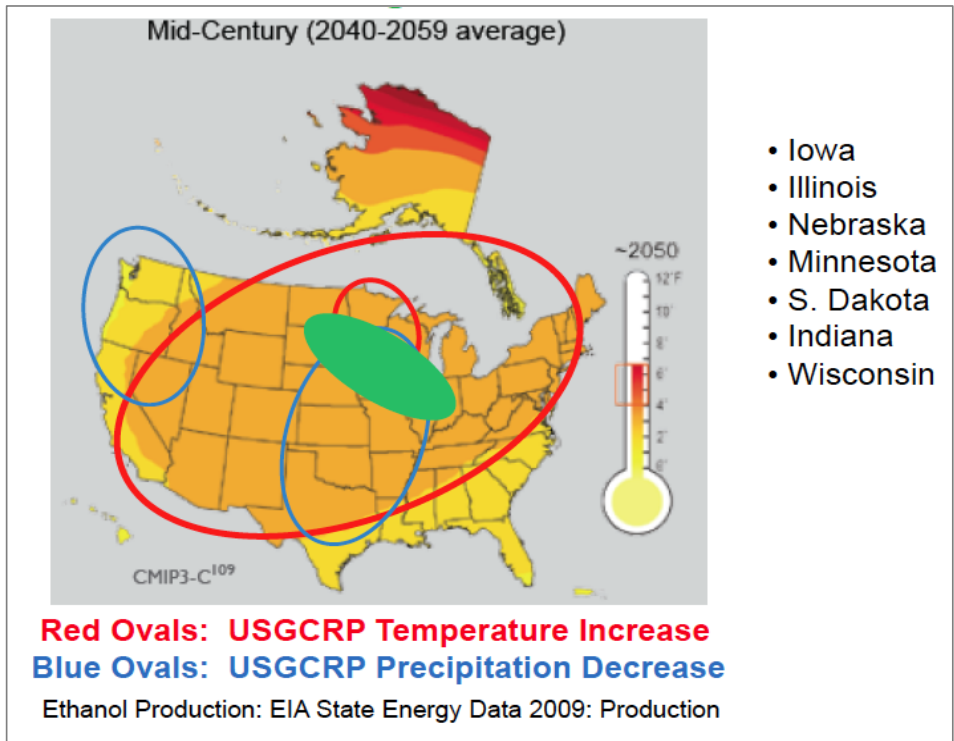 Mid-Century (2040-2059 average)
• Iowa
• Illinois
• Nebraska
• Minnesota
• S. Dakota
• Indiana
• Wisconsin
~2050
12°F
10°
8°
6°
4°
2°
0°
CMIP3-C109
Red Ovals: USGCRP Temperature Increase
Blue Ovals: USGCRP Precipitation Decrease
Ethanol Production: EIA State Energy Data 2009: Production